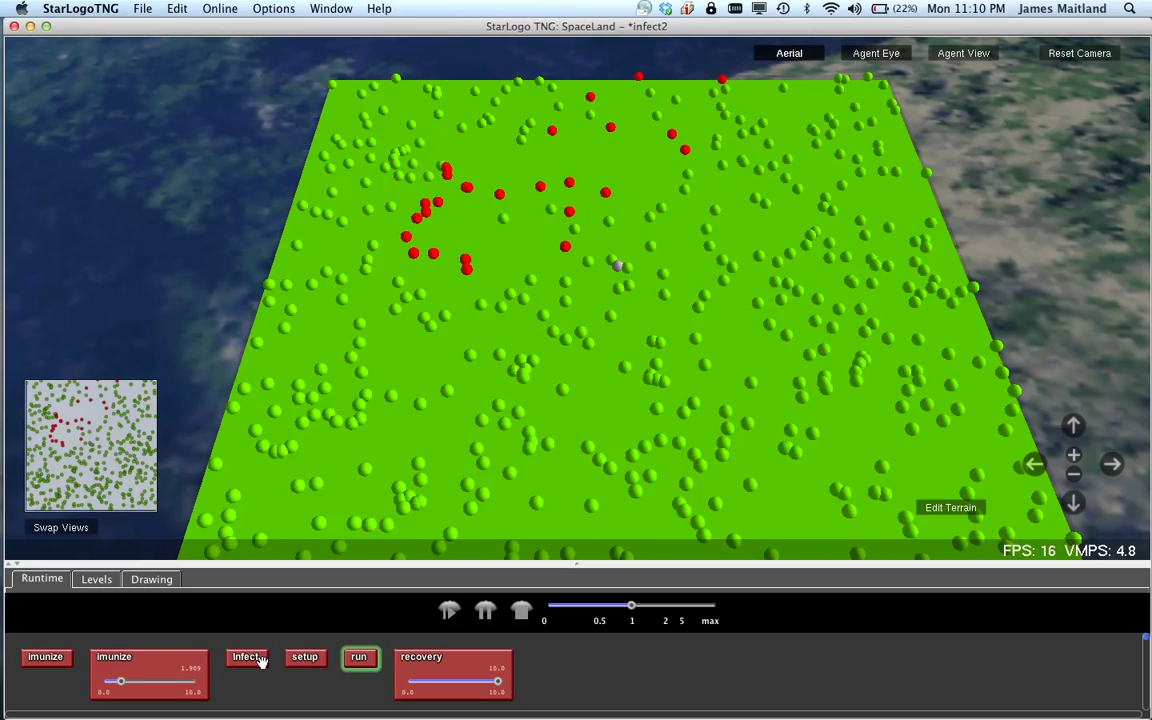 StarLogoTNG File Edit Online Options Window Help (22%) Mon 11:10 PM James Maitland
StarLogo TNG: SpaceLand - *infect2
Aerial Agent Eye Agent View Reset Camera
Edit Terrain
Swap Views
FPS: 16 VMPS: 4.8
Runtime Levels Drawing
0 0.5 1 2 5 max
imunize imunize Infect setup run recovery
1.909 10.0
0.0 10.0 0.0 10.0